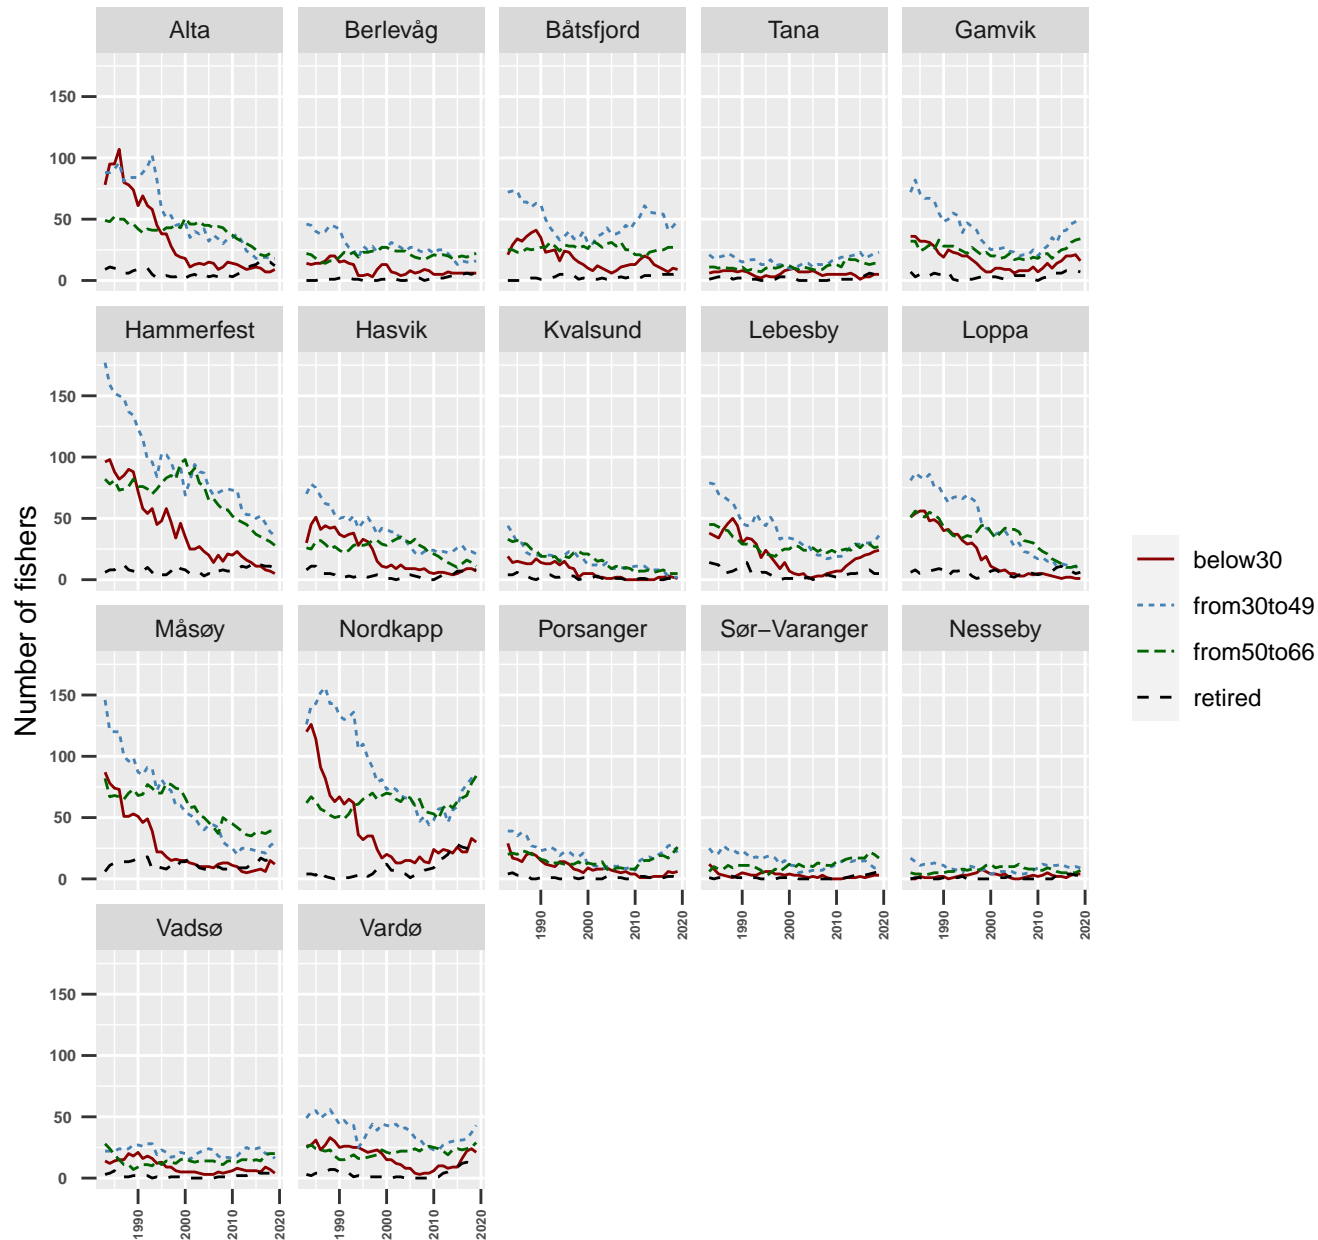 Alta Berlevåg Båtsfjord Tana Gamvik
150
100
50
0
Hammerfest Hasvik Kvalsund Lebesby Loppa
150
100
50
0
Måsøy Nordkapp Porsanger Sør−Varanger Nesseby
150
100
50
0
1990 2000 2010 2020 1990 2000 2010 2020 1990 2000 2010 2020
Vadsø Vardø
150
100
50
0
1990 2000 2010 2020 1990 2000 2010 2020
Number of fishers
below30
from30to49
from50to66
retired